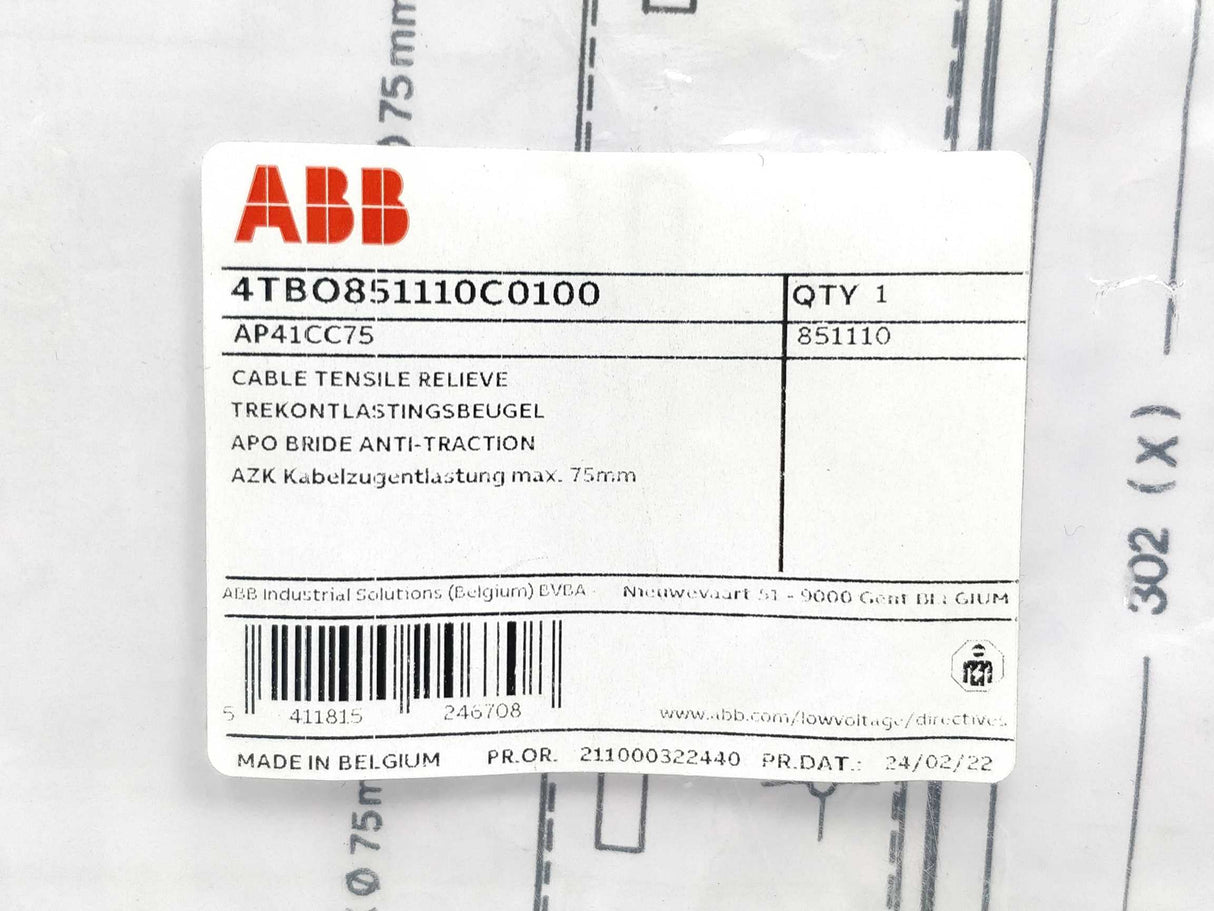 Ø 75mm
ABB
4TBO851110C0100 QTY 1
AP41CC75 851110
CABLE TENSILE RELIEVE
TREKONTLASTINGSBEUGEL
APO BRIDE ANTI-TRACTION
AZK Kabelzugentlastung max. 75mm
302 (X)
ABB Industrial Solutions (Belgium) BVBA - Nieuwevaart 51 - 9000 Gent BELGIUM
5 411815 246708
www.abb.com/lowvoltage/directives
MADE IN BELGIUM PR.OR. 211000322440 PR.DAT.: 24/02/22
X Ø 75m